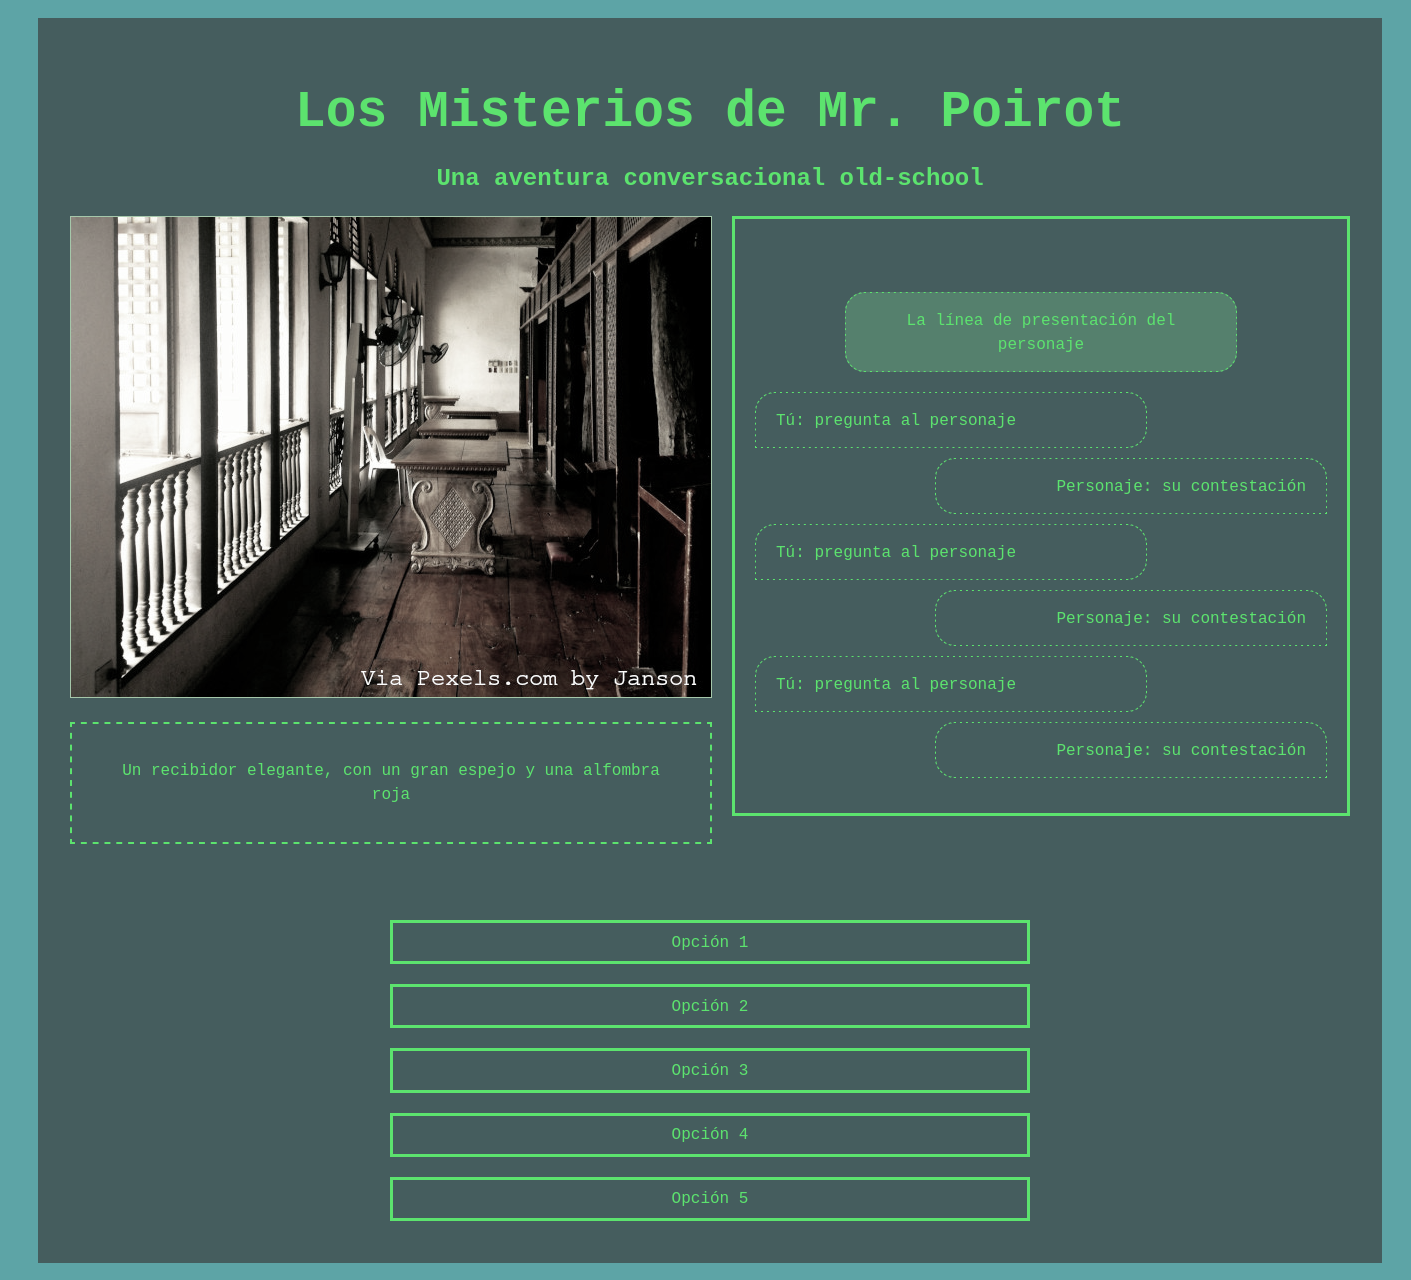 Los Misterios de Mr. Poirot
Una aventura conversacional old-school
Via Pexels.com by Janson
Un recibidor elegante, con un gran espejo y una alfombra
roja
La línea de presentación del
personaje
Tú: pregunta al personaje
Personaje: su contestación
Tú: pregunta al personaje
Personaje: su contestación
Tú: pregunta al personaje
Personaje: su contestación
Opción 1
Opción 2
Opción 3
Opción 4
Opción 5